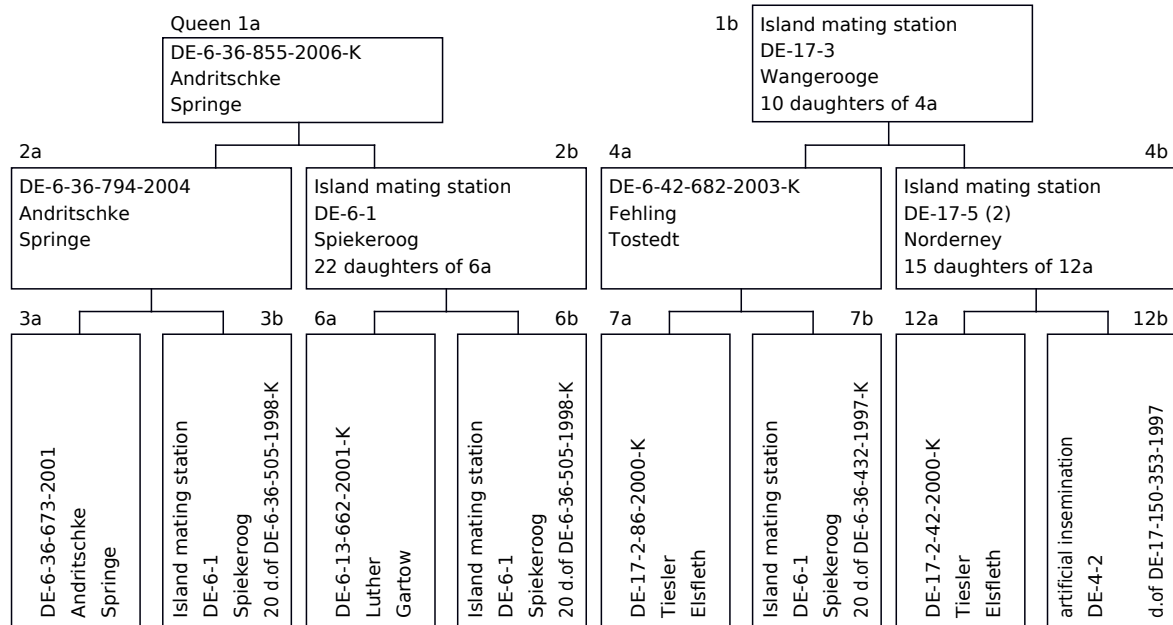 Queen 1a
DE-6-36-855-2006-K
Andritschke
Springe
1b
Island mating station
DE-17-3
Wangerooge
10 daughters of 4a
2a
DE-6-36-794-2004
Andritschke
Springe
2b
Island mating station
DE-6-1
Spiekeroog
22 daughters of 6a
4a
DE-6-42-682-2003-K
Fehling
Tostedt
4b
Island mating station
DE-17-5 (2)
Norderney
15 daughters of 12a
3a
DE-6-36-673-2001
Andritschke
Springe
3b
Island mating station
DE-6-1
Spiekeroog
20 d.of DE-6-36-505-1998-K
6a
DE-6-13-662-2001-K
Luther
Gartow
6b
Island mating station
DE-6-1
Spiekeroog
20 d.of DE-6-36-505-1998-K
7a
DE-17-2-86-2000-K
Tiesler
Elsfleth
7b
Island mating station
DE-6-1
Spiekeroog
20 d.of DE-6-36-432-1997-K
12a
DE-17-2-42-2000-K
Tiesler
Elsfleth
12b
artificial insemination
DE-4-2
d.of DE-17-150-353-1997